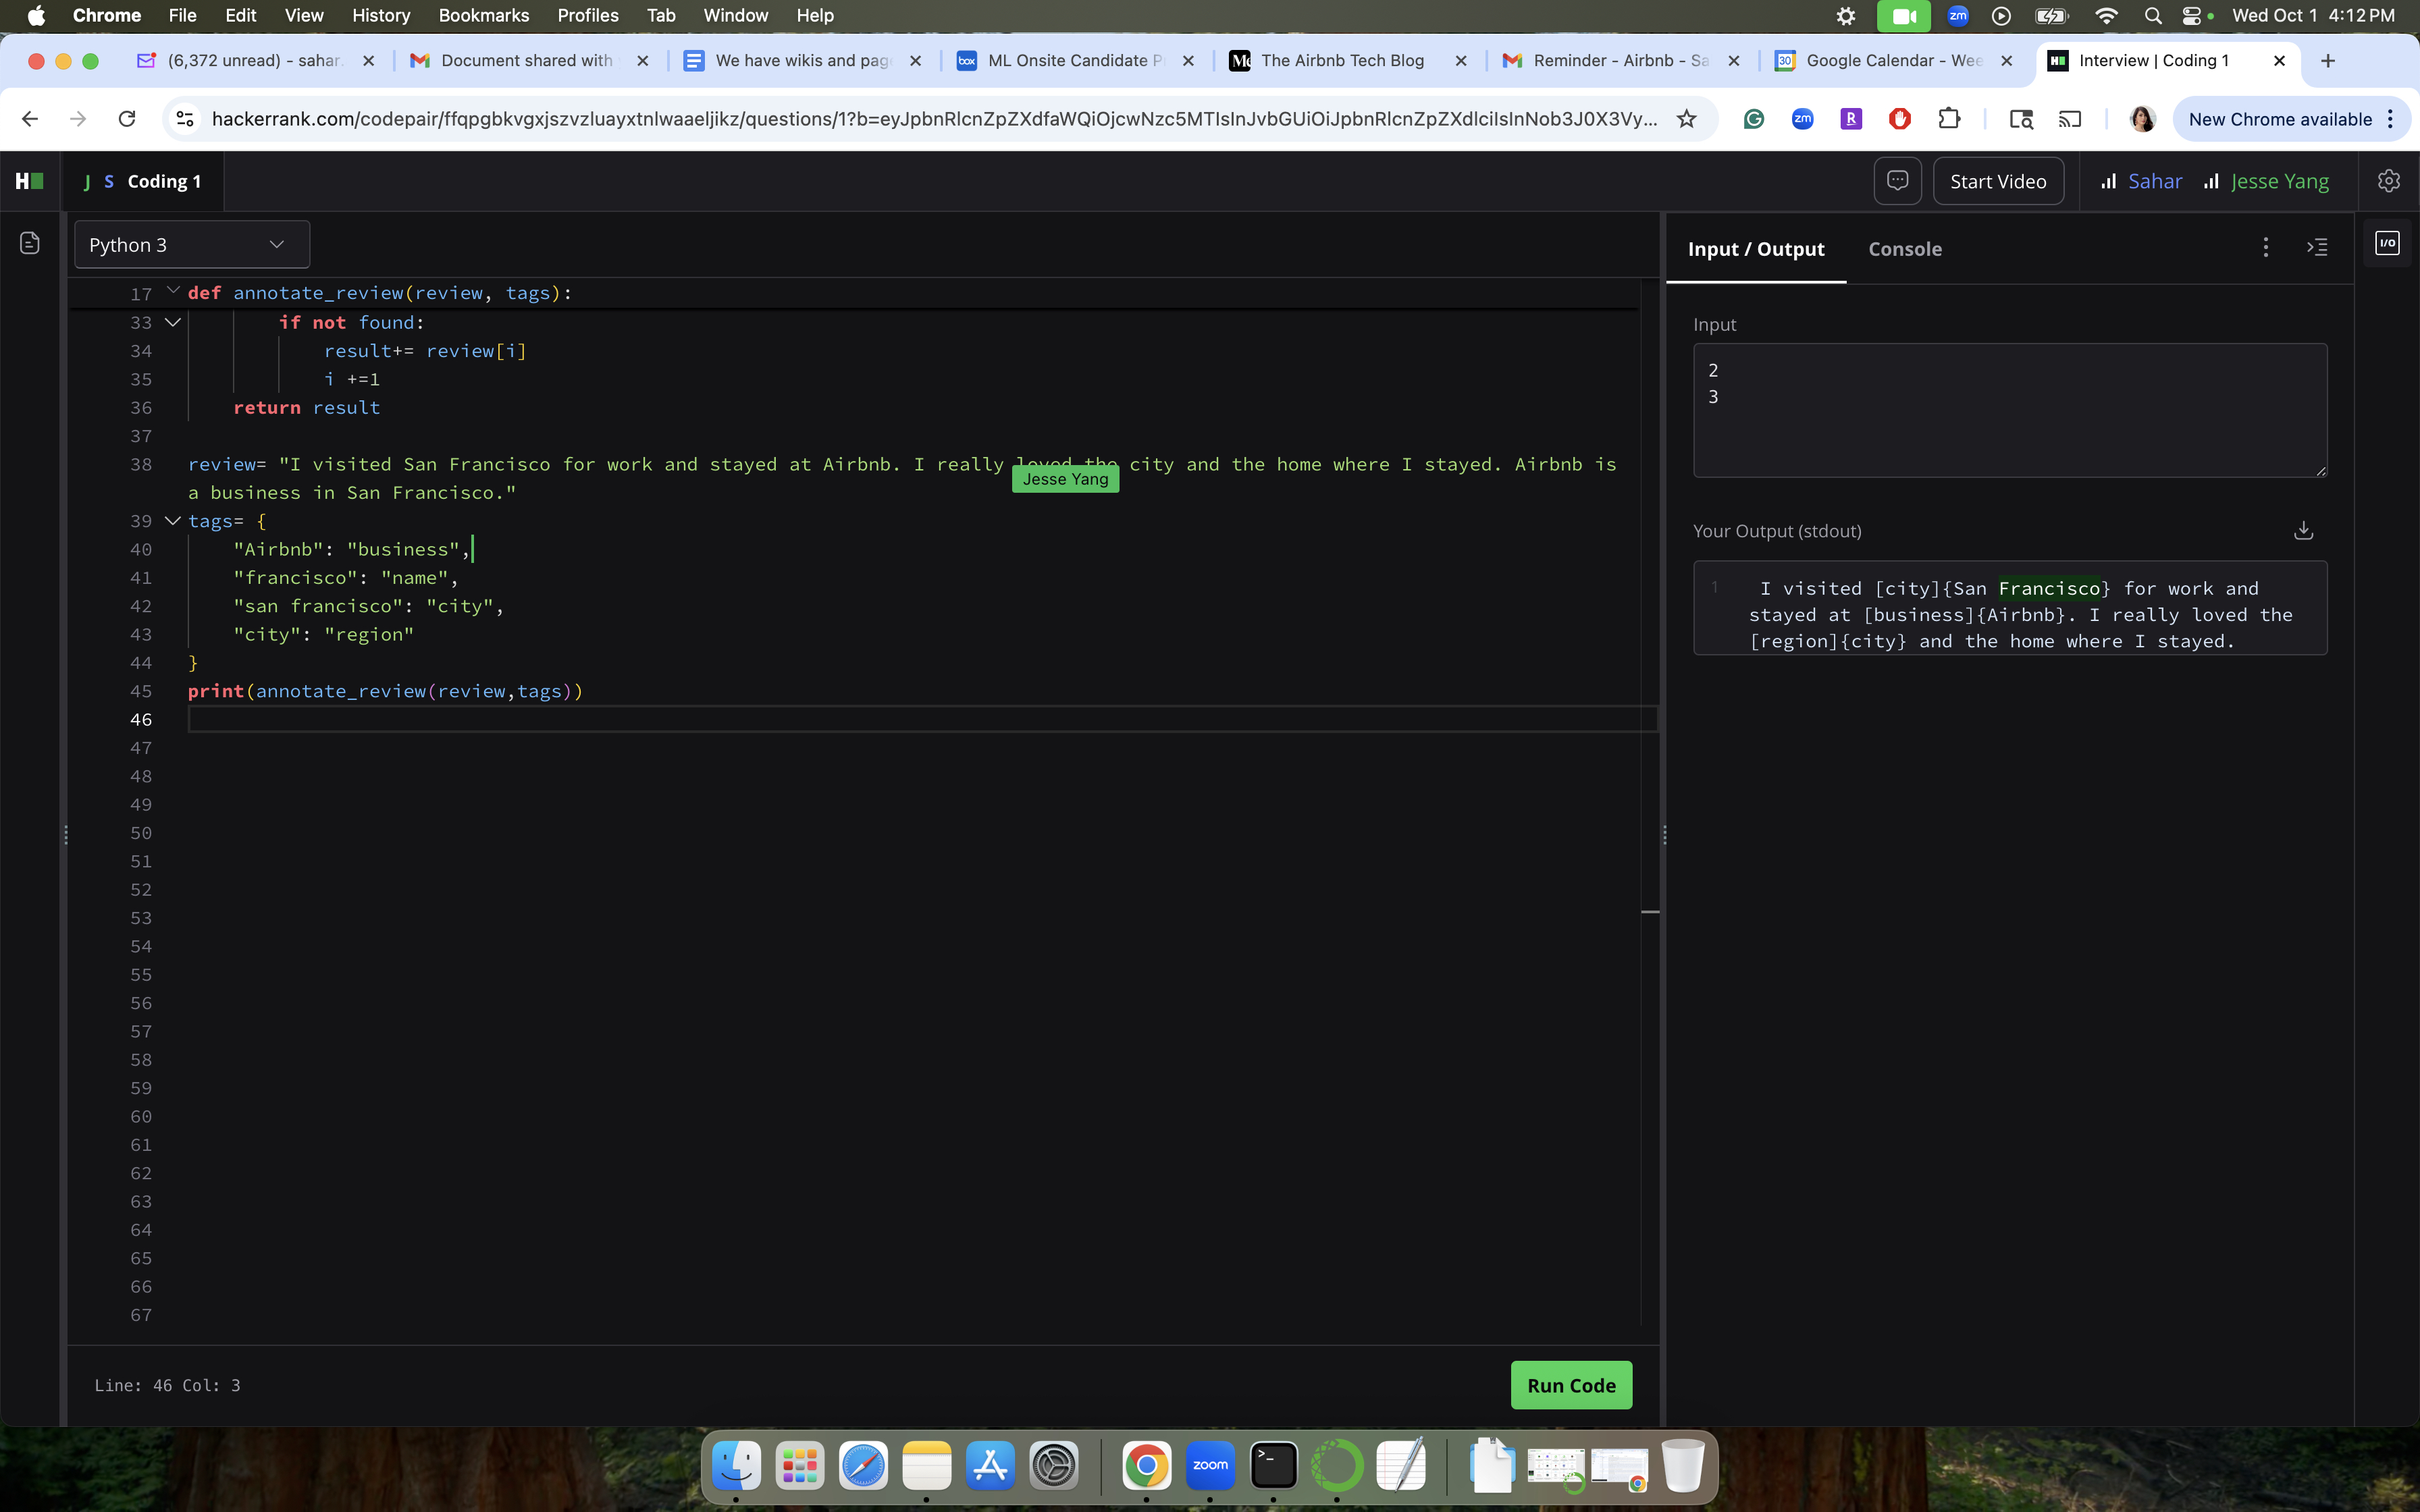 Chrome File Edit View History Bookmarks Profiles Tab Window Help zm Wed Oct 1 4:12 PM
(6,372 unread) - sahar. Document shared with We have wikis and pag box ML Onsite Candidate P The Airbnb Tech Blog Reminder - Airbnb - Sa 30 Google Calendar - Wee Interview | Coding 1
hackerrank.com/codepair/ffqpgbkvgxjszvzluayxtnlwaaeljikz/questions/1?b=eyJpbnRlcnZpZXdfaWQiOjcwNzc5MTIsInJvbGUiOiJpbnRlcnZpZXdlciIsInNob3J0X3Vy... zm R New Chrome available
H J S Coding 1 Start Video Sahar Jesse Yang
Python 3
Input / Output Console I/O
17 def annotate_review(review, tags):
33 if not found:
34 result+= review[i]
35 i +=1
36 return result
37
38 review= "I visited San Francisco for work and stayed at Airbnb. I really loved the city and the home where I stayed. Airbnb is
a business in San Francisco."
Jesse Yang
39 tags= {
40 "Airbnb": "business",
41 "francisco": "name",
42 "san francisco": "city",
43 "city": "region"
44 }
45 print(annotate_review(review,tags))
46
47
48
49
50
51
52
53
54
55
56
57
58
59
60
61
62
63
64
65
66
67
Input
2
3
Your Output (stdout)
1 I visited [city]{San Francisco} for work and
stayed at [business]{Airbnb}. I really loved the
[region]{city} and the home where I stayed.
Line: 46 Col: 3
Run Code
zoom